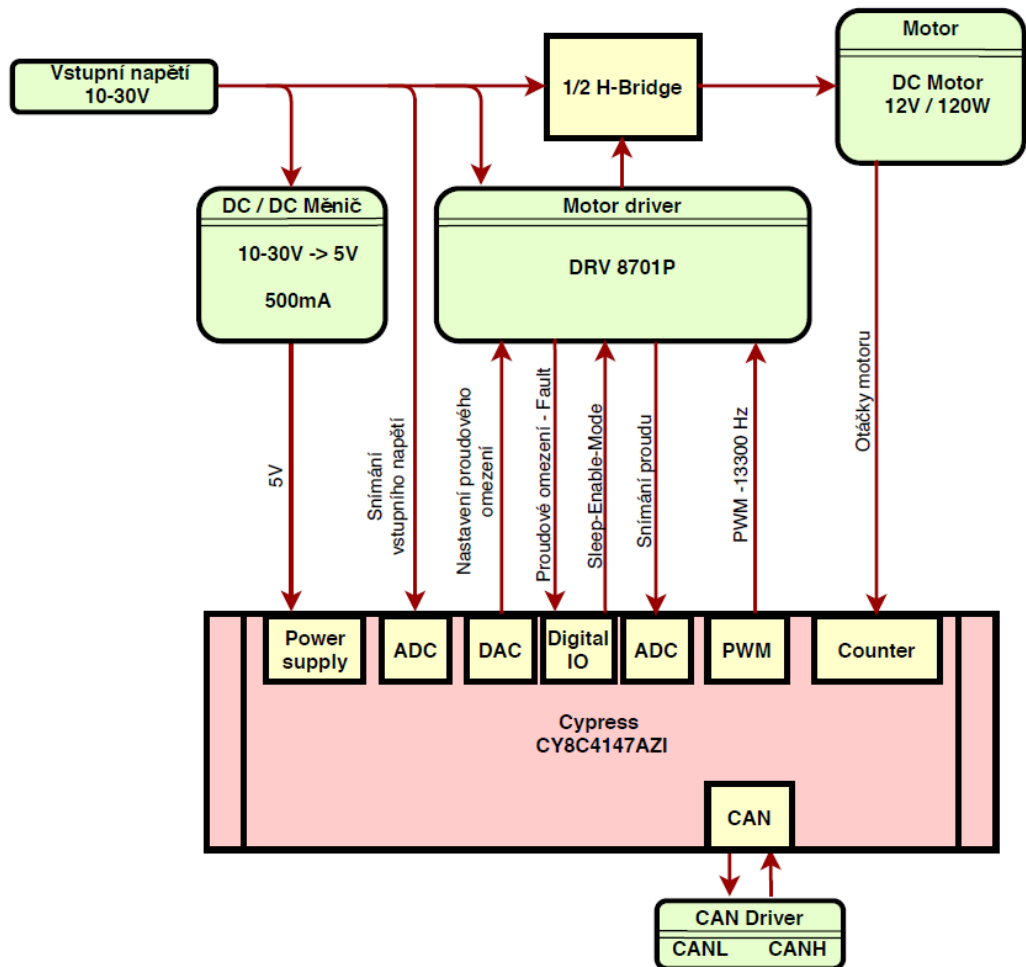 Vstupní napětí
10-30V
1/2 H-Bridge
Motor
DC Motor
12V / 120W
DC / DC Měnič
10-30V -> 5V
500mA
Motor driver
DRV 8701P
5V
Snímání
vstupního napětí
Nastavení proudového
omezení
Proudové omezení - Fault
Sleep-Enable-Mode
Snímání proudu
PWM -13300 Hz
Otáčky motoru
Power
supply
ADC
DAC
Digital
IO
ADC
PWM
Counter
Cypress
CY8C4147AZI
CAN
CAN Driver
CANL CANH